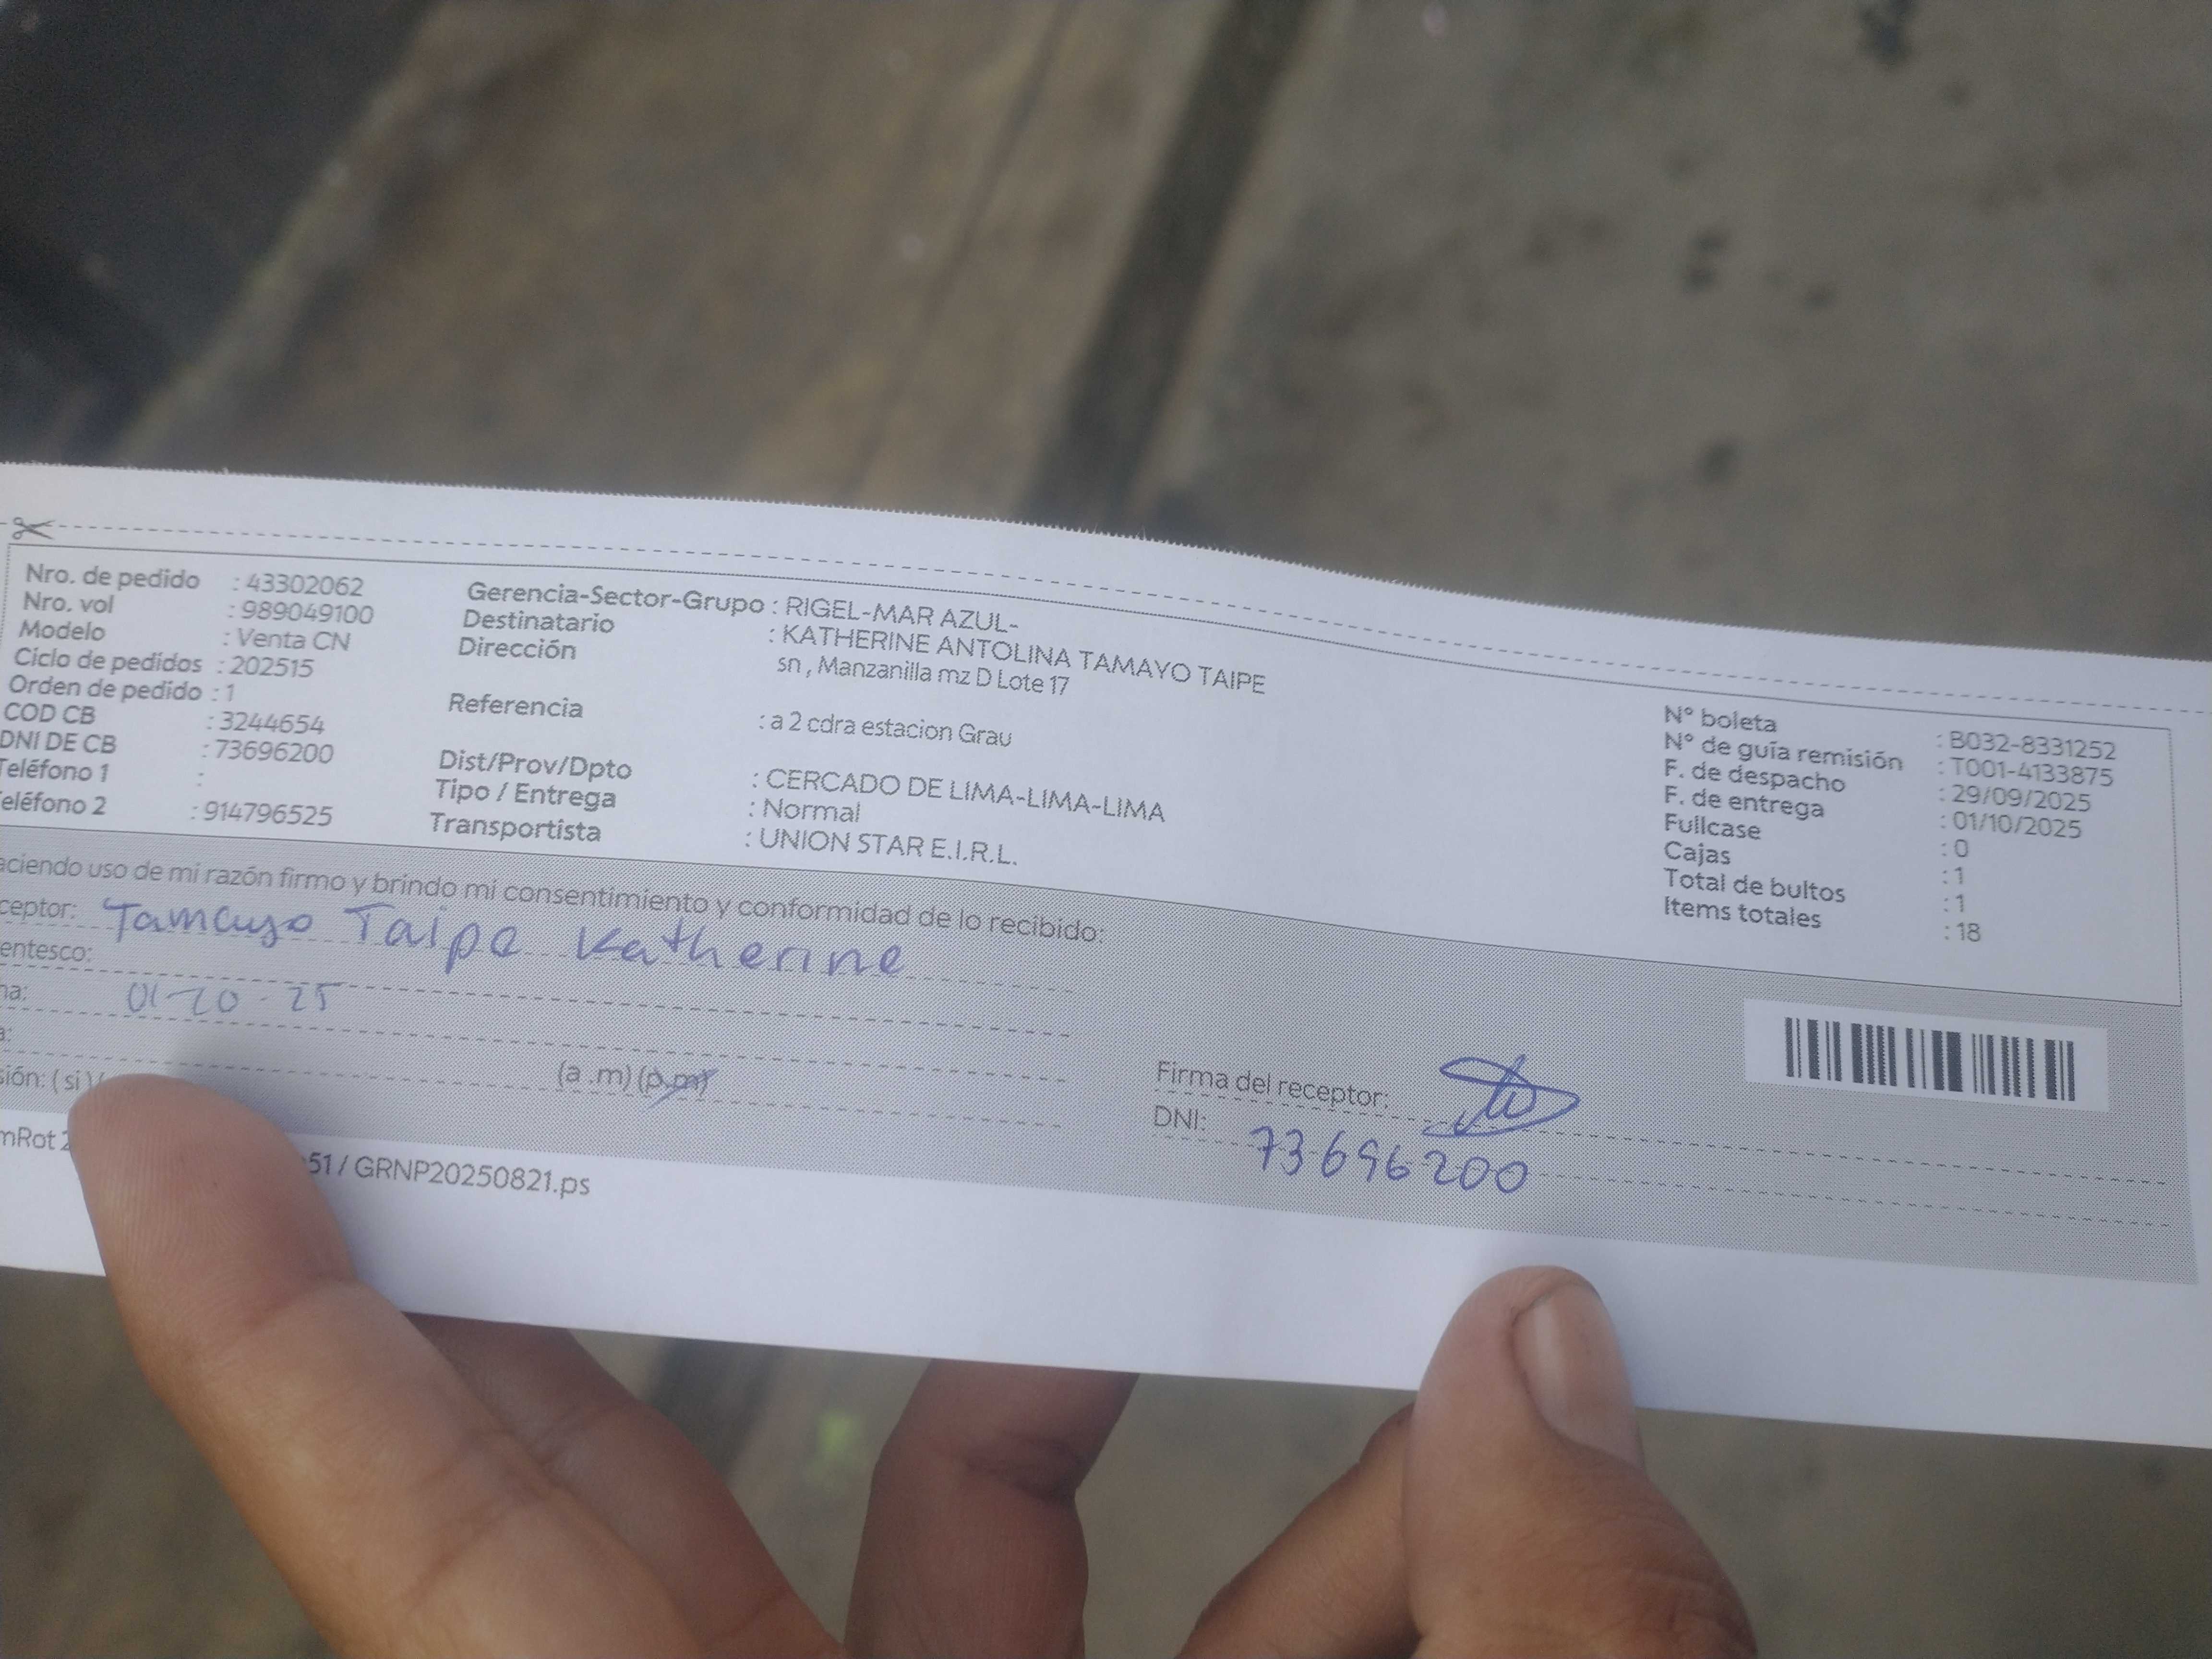 Nro. de pedido : 43302062
Nro. vol : 989049100
Modelo : Venta CN
Ciclo de pedidos : 202515
Orden de pedido : 1
COD CB : 3244654
DNI DE CB : 73696200
Teléfono 1 :
eléfono 2 : 914796525
Gerencia-Sector-Grupo : RIGEL-MAR AZUL-
Destinatario : KATHERINE ANTOLINA TAMAYO TAIPE
Dirección sn , Manzanilla mz D Lote 17
Referencia : a 2 cdra estacion Grau
Dist/Prov/Dpto : CERCADO DE LIMA-LIMA-LIMA
Tipo / Entrega : Normal
Transportista : UNION STAR E.I.R.L.
N° boleta : B032-8331252
N° de guía remisión : T001-4133875
F. de despacho : 29/09/2025
F. de entrega : 01/10/2025
Fullcase : 0
Cajas : 1
Total de bultos : 1
Items totales : 18
aciendo uso de mi razón firmo y brindo mi consentimiento y conformidad de lo recibido:
ceptor: Tamayo Taipe Katherine
entesco:
ha: 01-10-25
a:
(a .m) (p.m)
sión: ( si )
Firma del receptor:
DNI: 73696200
mRot 2
51 / GRNP20250821.ps